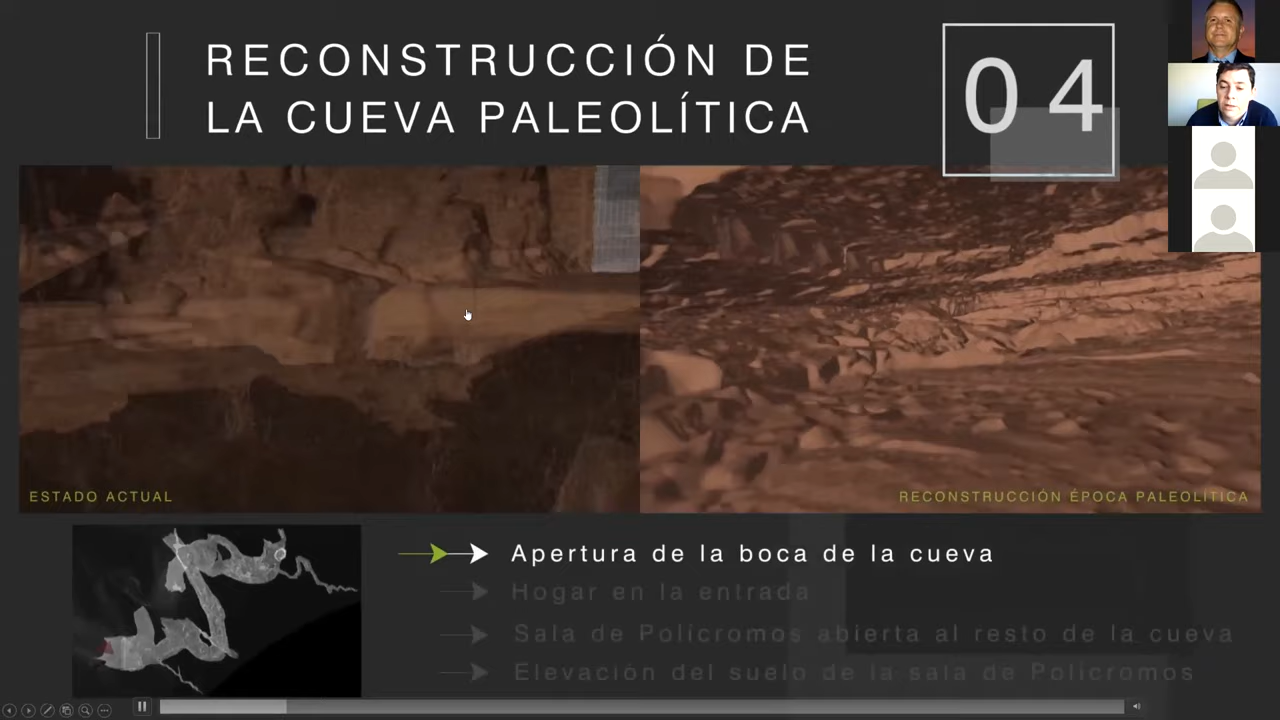 RECONSTRUCCIÓN DE
LA CUEVA PALEOLÍTICA
04
ESTADO ACTUAL
RECONSTRUCCIÓN ÉPOCA PALEOLÍTICA
Apertura de la boca de la cueva
Hogar en la entrada
Sala de Polícromos abierta al resto de la cueva
Elevación del suelo de la sala de Polícromos